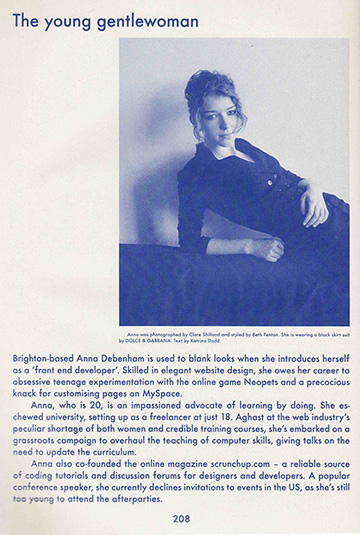 The young gentlewoman
Anna was photographed by Clare Shilland and styled by Beth Fenton. She is wearing a black skirt suit
by DOLCE & GABBANA. Text by Katrina Dodd.
Brighton-based Anna Debenham is used to blank looks when she introduces herself
as a ‘front end developer’. Skilled in elegant website design, she owes her career to
obsessive teenage experimentation with the online game Neopets and a precocious
knack for customising pages on MySpace.
Anna, who is 20, is an impassioned advocate of learning by doing. She es-
chewed university, setting up as a freelancer at just 18. Aghast at the web industry’s
peculiar shortage of both women and credible training courses, she’s embarked on a
grassroots campaign to overhaul the teaching of computer skills, giving talks on the
need to update the curriculum.
Anna also co-founded the online magazine scrunchup.com – a reliable source
of coding tutorials and discussion forums for designers and developers. A popular
conference speaker, she currently declines invitations to events in the US, as she’s still
too young to attend the afterparties.
208